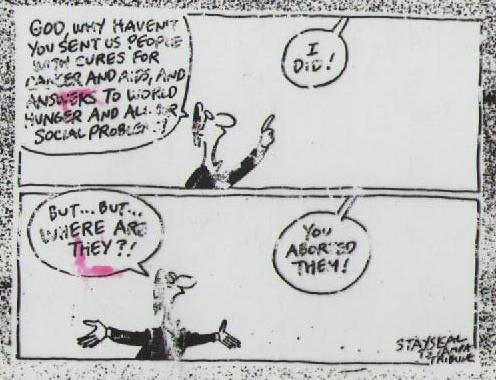 GOD, WHY HAVEN'T
YOU SENT US PEOPLE
WITH CURES FOR
CANCER AND AIDS, AND
ANSWERS TO WORLD
HUNGER AND ALL OUR
SOCIAL PROBLEMS?!
I
DID!
BUT... BUT...
WHERE ARE
THEY?!
YOU
ABORTED
THEM!
STAYSEAL
TAMPA
TRIBUNE